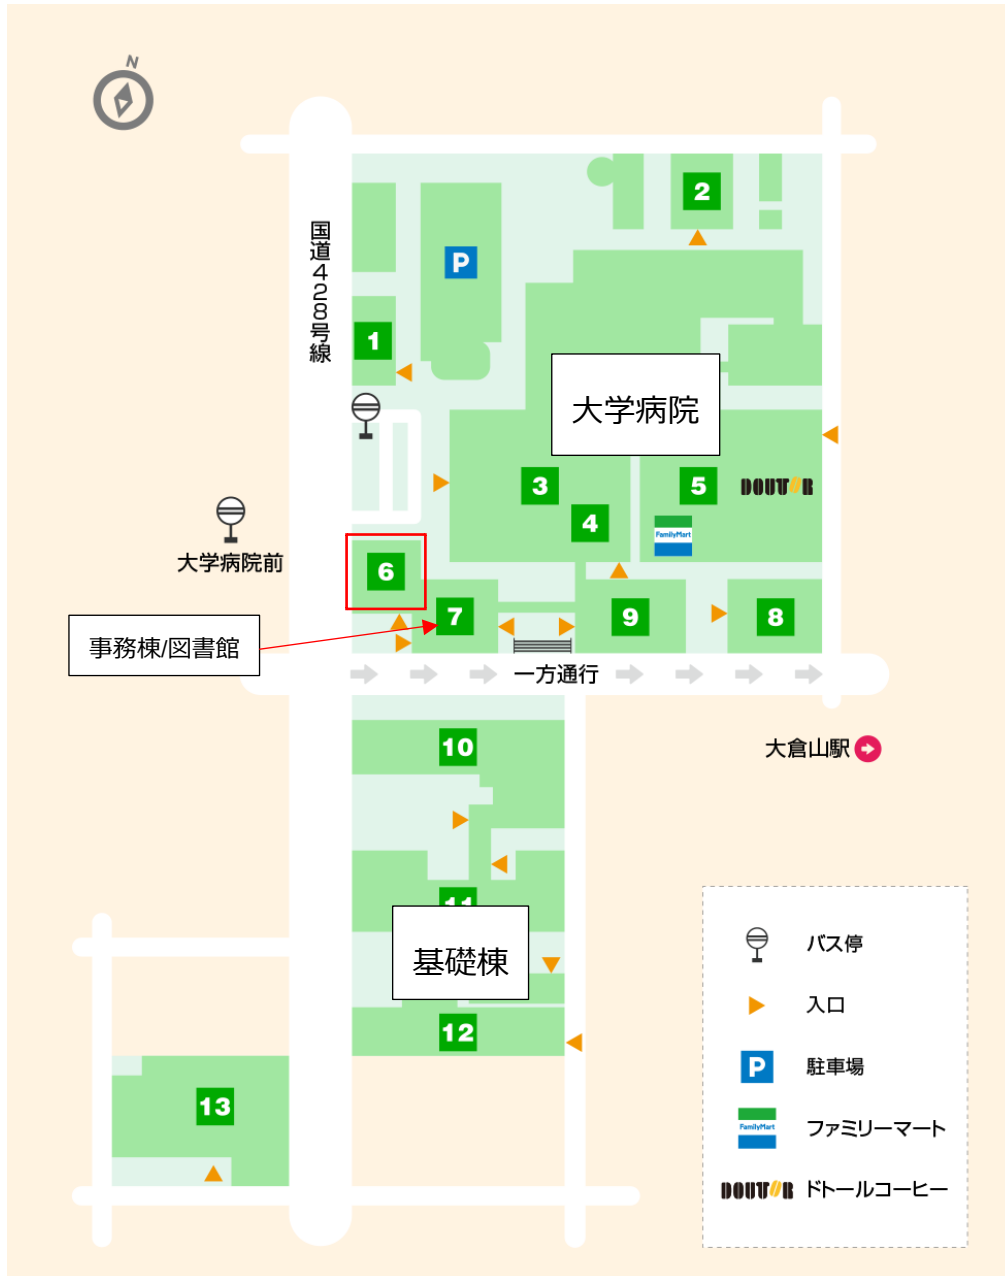 N
2
国道428号線
P
1
大学病院
3
5
DOUTOR
4
FamilyMart
大学病院前
6
7
9
8
事務棟/図書館
一方通行
10
大倉山駅
11
基礎棟
12
13
バス停
入口
P
駐車場
FamilyMart
ファミリーマート
DOUTOR
ドトールコーヒー